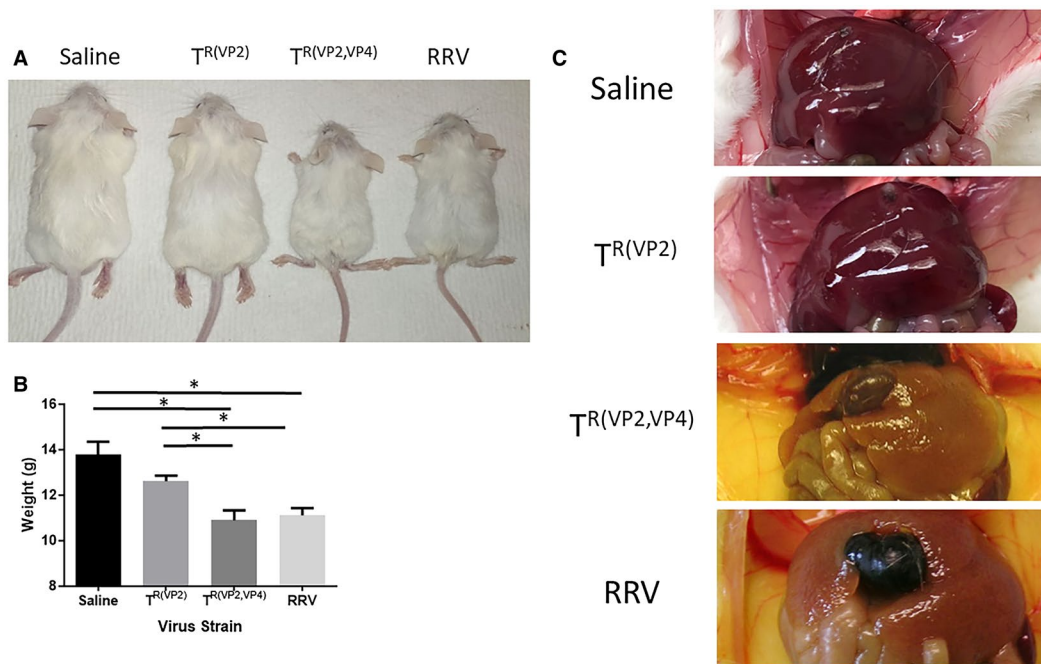 A
Saline T^R(VP2) T^R(VP2,VP4) RRV
B
*
*
*
*
16
14
12
10
8
Weight (g)
Saline T^R(VP2) T^R(VP2,VP4) RRV
Virus Strain
C
Saline
T^R(VP2)
T^R(VP2,VP4)
RRV